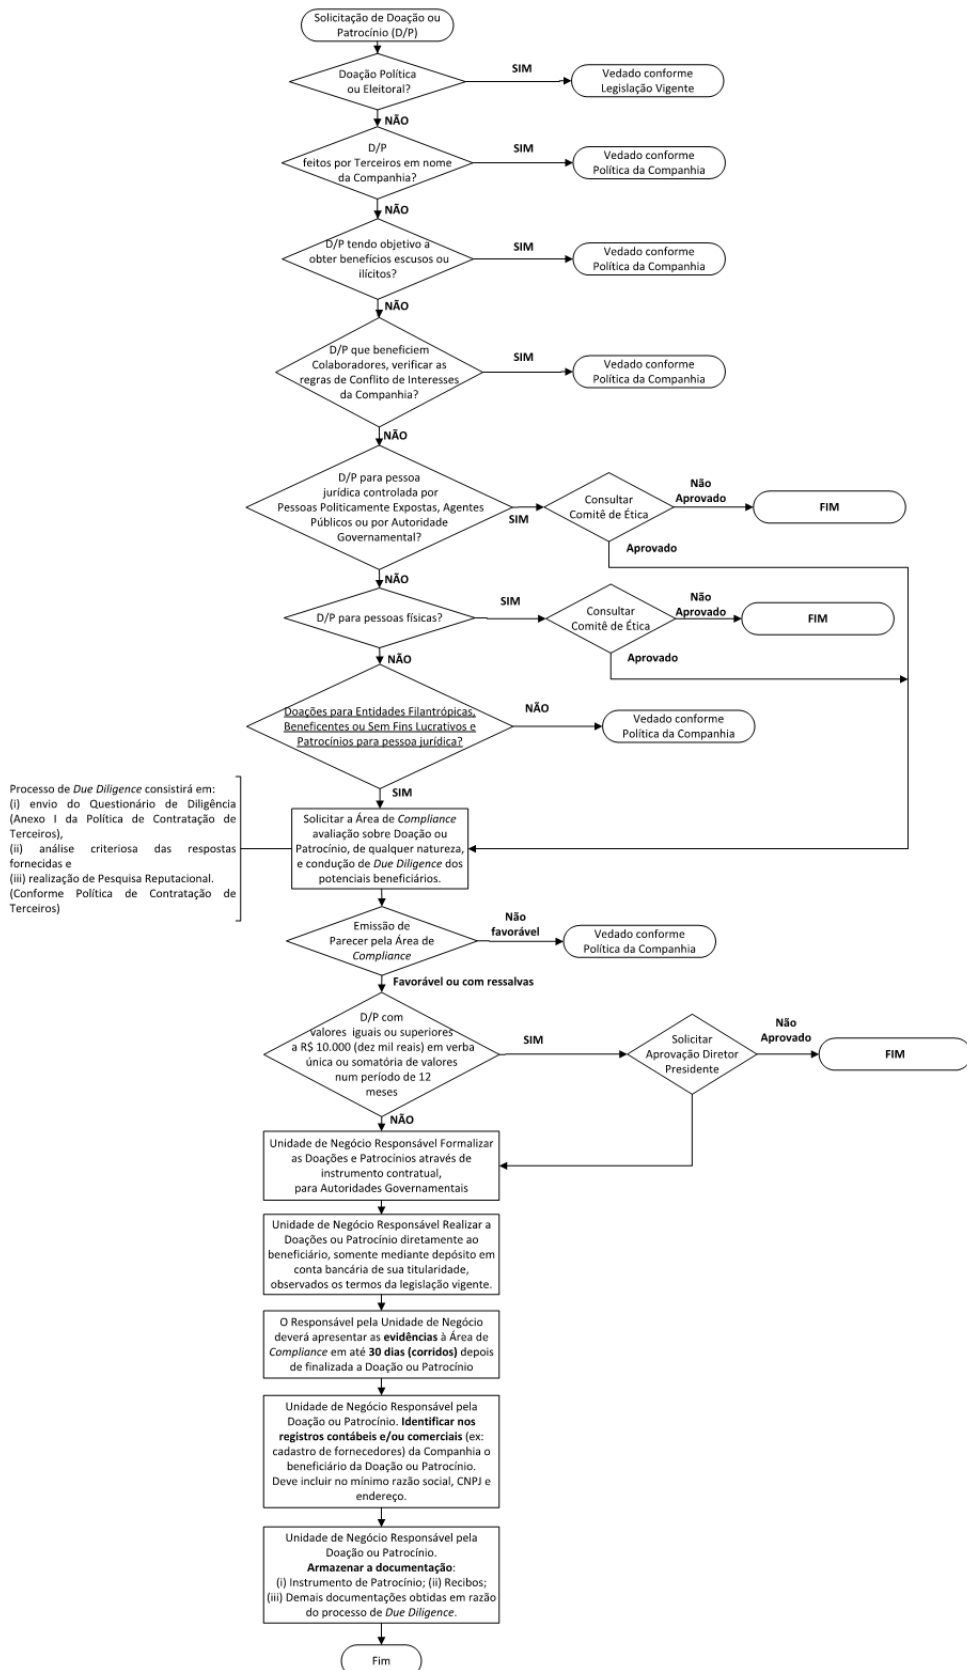 Solicitação de Doação ou
Patrocínio (D/P)
Doação Política
ou Eleitoral?
SIM
Vedado conforme
Legislação Vigente
NÃO
D/P
feitos por Terceiros em nome
da Companhia?
SIM
Vedado conforme
Política da Companhia
NÃO
D/P tendo objetivo a
obter benefícios escusos ou
ilícitos?
SIM
Vedado conforme
Política da Companhia
NÃO
D/P que beneficiem
Colaboradores, verificar as
regras de Conflito de Interesses
da Companhia?
SIM
Vedado conforme
Política da Companhia
NÃO
D/P para pessoa
jurídica controlada por
Pessoas Politicamente Expostas, Agentes
Públicos ou por Autoridade
Governamental?
SIM
Consultar
Comitê de Ética
Não
Aprovado
FIM
Aprovado
NÃO
D/P para pessoas físicas?
SIM
Consultar
Comitê de Ética
Não
Aprovado
FIM
Aprovado
NÃO
Doações para Entidades Filantrópicas,
Beneficentes ou Sem Fins Lucrativos e
Patrocínios para pessoa jurídica?
NÃO
Vedado conforme
Política da Companhia
SIM
Processo de Due Diligence consistirá em:
(i) envio do Questionário de Diligência
(Anexo I da Política de Contratação de
Terceiros),
(ii) análise criteriosa das respostas
fornecidas e
(iii) realização de Pesquisa Reputacional.
(Conforme Política de Contratação de
Terceiros)
Solicitar a Área de Compliance
avaliação sobre Doação ou
Patrocínio, de qualquer natureza,
e condução de Due Diligence dos
potenciais beneficiários.
Emissão de
Parecer pela Área de
Compliance
Não
favorável
Vedado conforme
Política da Companhia
Favorável ou com ressalvas
D/P com
valores iguais ou superiores
a R$ 10.000 (dez mil reais) em verba
única ou somatória de valores
num período de 12
meses
SIM
Solicitar
Aprovação Diretor
Presidente
Não
Aprovado
FIM
NÃO
Unidade de Negócio Responsável Formalizar
as Doações e Patrocínios através de
instrumento contratual,
para Autoridades Governamentais
Unidade de Negócio Responsável Realizar a
Doações ou Patrocínio diretamente ao
beneficiário, somente mediante depósito em
conta bancária de sua titularidade,
observados os termos da legislação vigente.
O Responsável pela Unidade de Negócio
deverá apresentar as evidências à Área de
Compliance em até 30 dias (corridos) depois
de finalizada a Doação ou Patrocínio
Unidade de Negócio Responsável pela
Doação ou Patrocínio. Identificar nos
registros contábeis e/ou comerciais (ex:
cadastro de fornecedores) da Companhia o
beneficiário da Doação ou Patrocínio.
Deve incluir no mínimo razão social, CNPJ e
endereço.
Unidade de Negócio Responsável pela
Doação ou Patrocínio.
Armazenar a documentação:
(i) Instrumento de Patrocínio; (ii) Recibos;
(iii) Demais documentações obtidas em razão
do processo de Due Diligence.
Fim